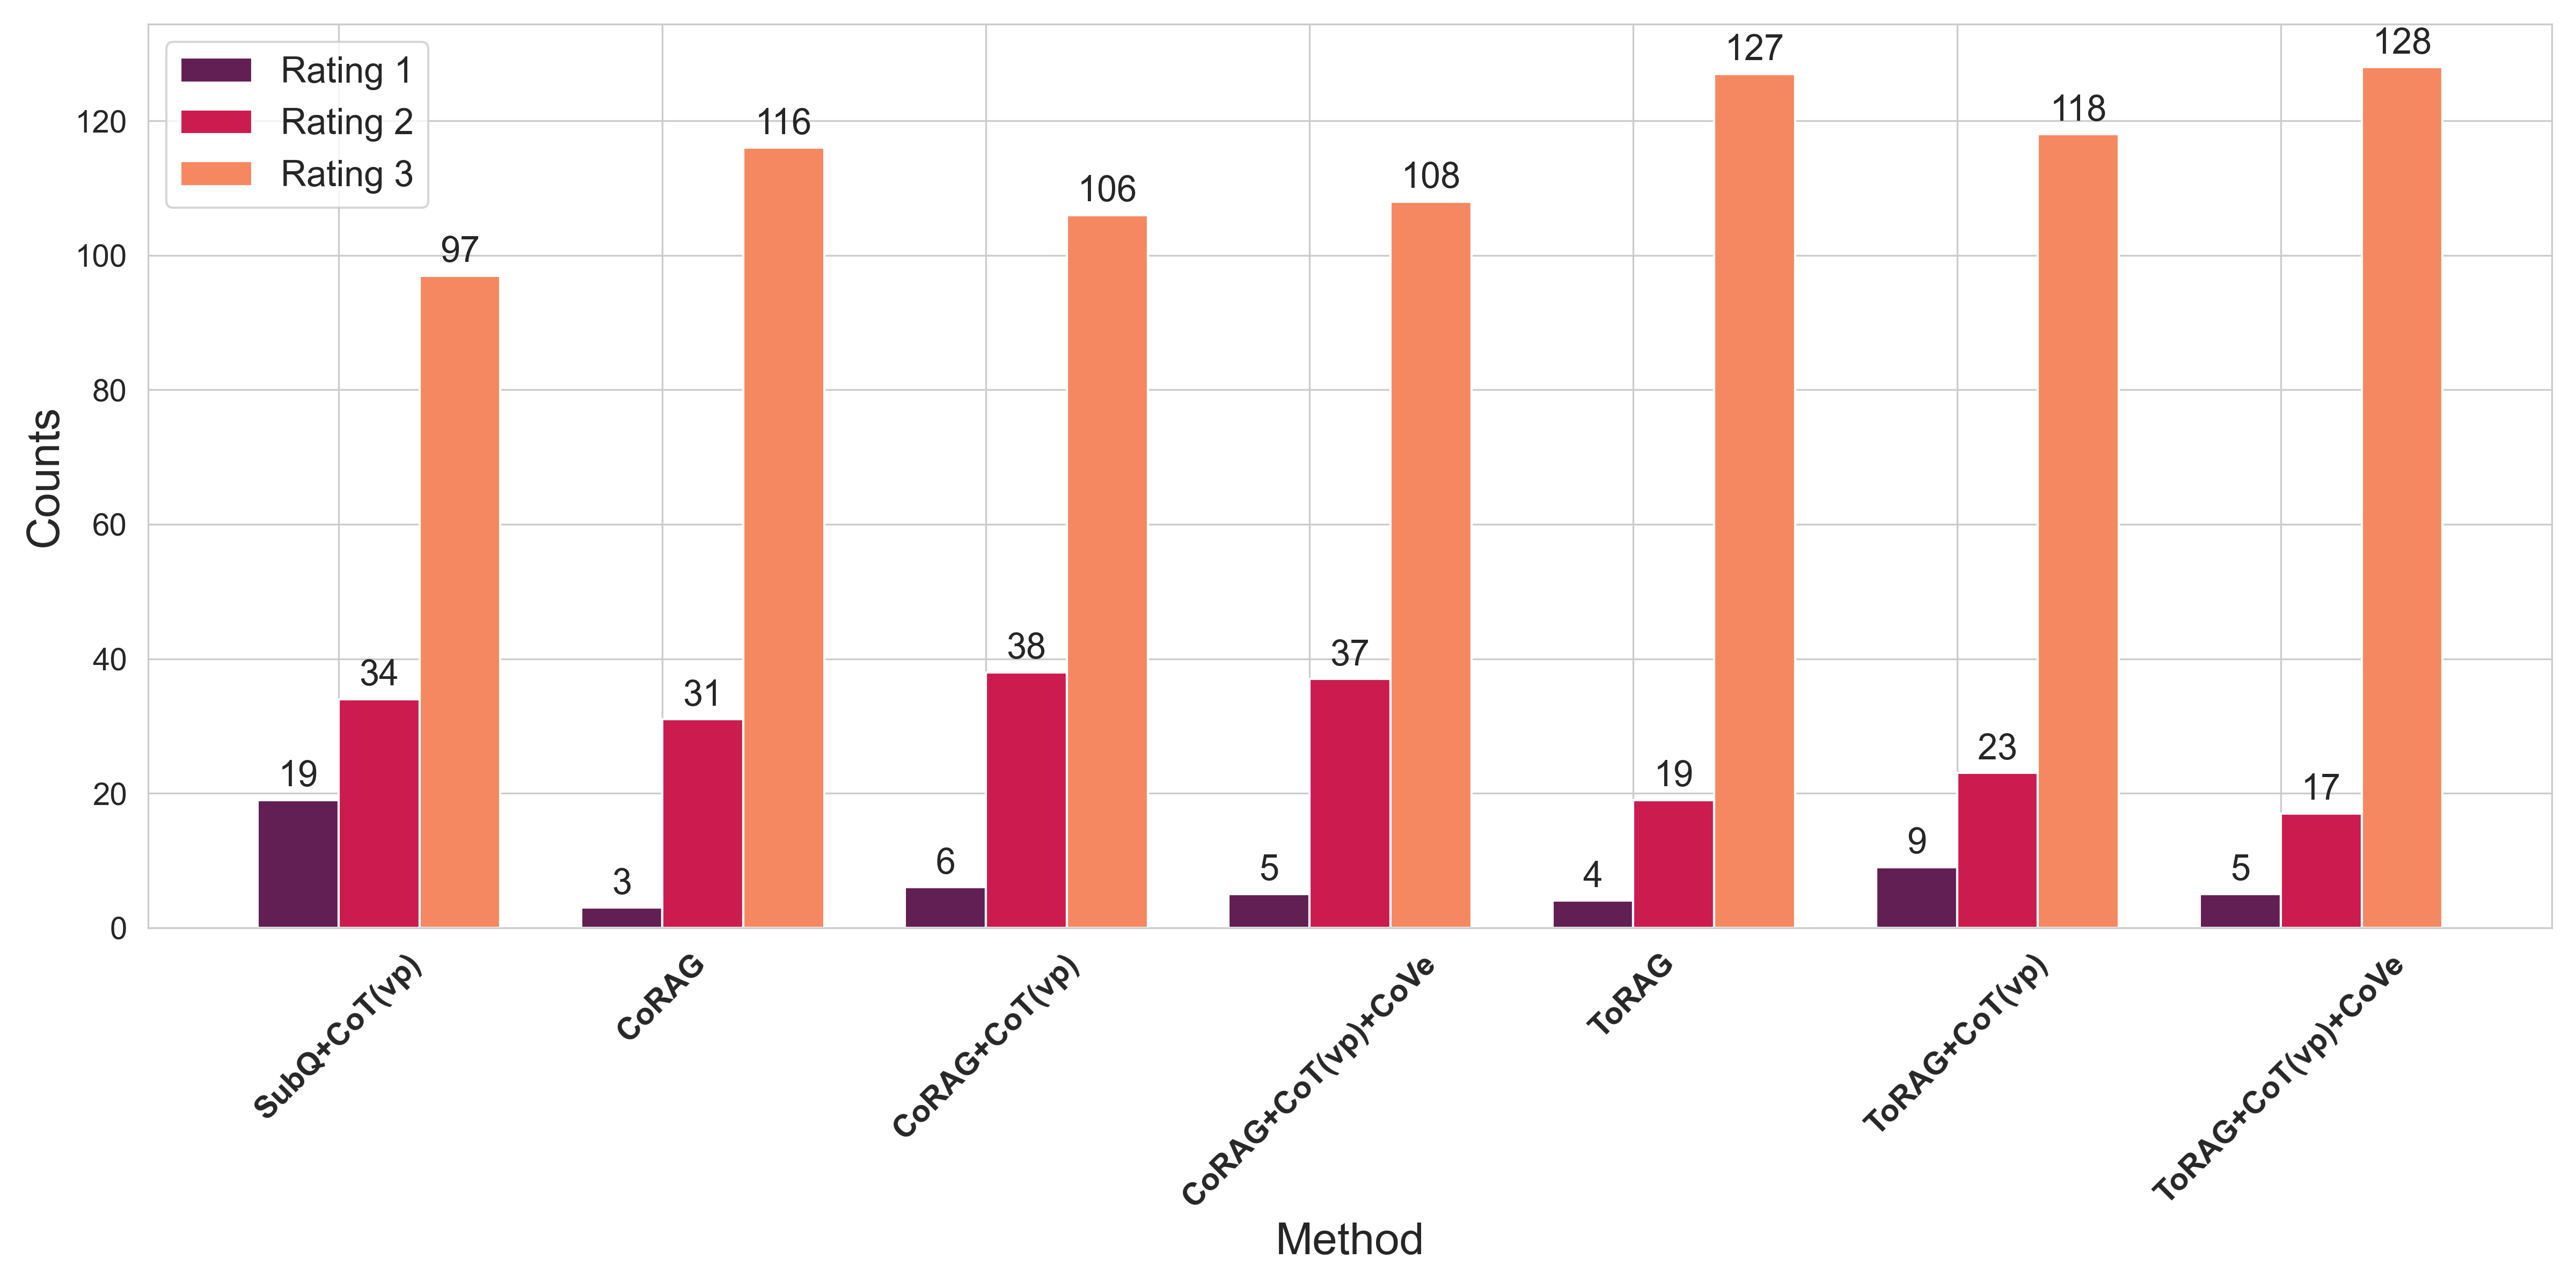 Rating 1
Rating 2
Rating 3
Counts
120
100
80
60
40
20
0
19
34
97
3
31
116
6
38
106
5
37
108
4
19
127
9
23
118
5
17
128
SubQ+CoT(vp)
CoRAG
CoRAG+CoT(vp)
CoRAG+CoT(vp))+CoVe
ToRAG
ToRAG+CoT(vp)
ToRAG+CoT(vp))+CoVe
Method